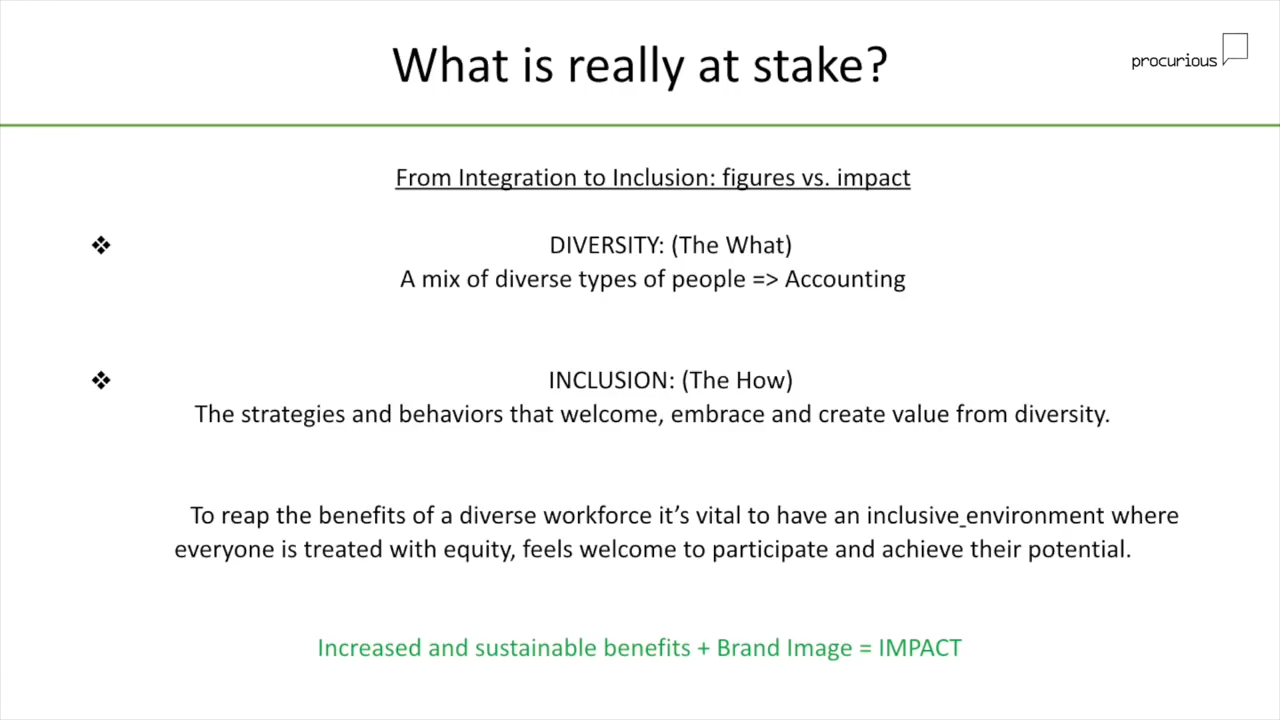 What is really at stake?
procurious
From Integration to Inclusion: figures vs. impact
❖ DIVERSITY: (The What)
A mix of diverse types of people => Accounting
❖ INCLUSION: (The How)
The strategies and behaviors that welcome, embrace and create value from diversity.
To reap the benefits of a diverse workforce it’s vital to have an inclusive environment where
everyone is treated with equity, feels welcome to participate and achieve their potential.
Increased and sustainable benefits + Brand Image = IMPACT